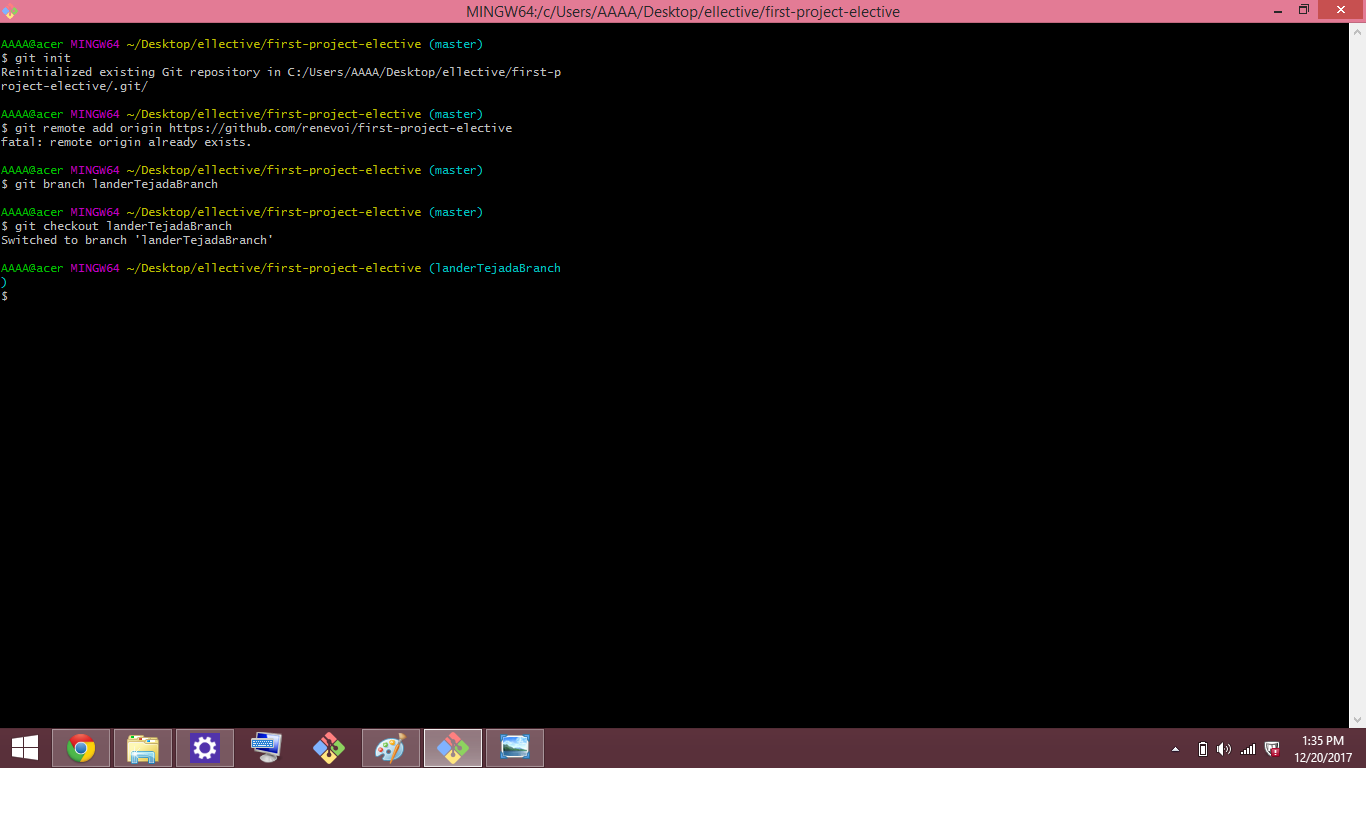 MINGW64:/c/Users/AAAA/Desktop/ellective/first-project-elective
AAAA@acer MINGW64 ~/Desktop/ellective/first-project-elective (master)
$ git init
Reinitialized existing Git repository in C:/Users/AAAA/Desktop/ellective/first-p
roject-elective/.git/
AAAA@acer MINGW64 ~/Desktop/ellective/first-project-elective (master)
$ git remote add origin https://github.com/renevoi/first-project-elective
fatal: remote origin already exists.
AAAA@acer MINGW64 ~/Desktop/ellective/first-project-elective (master)
$ git branch landerTejadaBranch
AAAA@acer MINGW64 ~/Desktop/ellective/first-project-elective (master)
$ git checkout landerTejadaBranch
Switched to branch 'landerTejadaBranch'
AAAA@acer MINGW64 ~/Desktop/ellective/first-project-elective (landerTejadaBranch
)
$
1:35 PM
12/20/2017